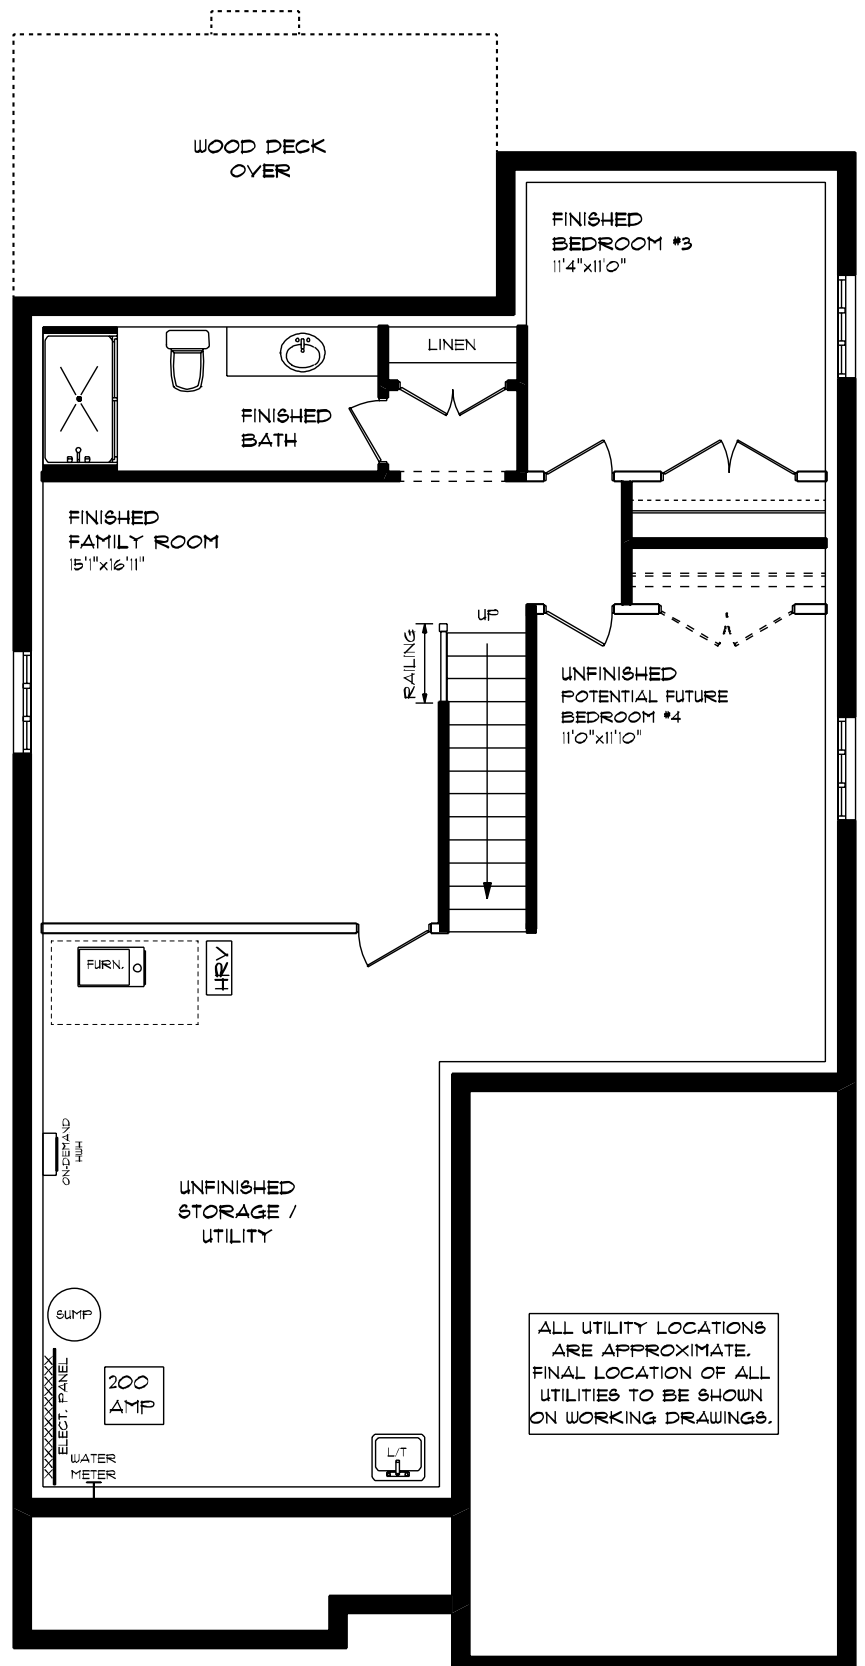 WOOD DECK
OVER
FINISHED
BEDROOM #3
11'4"x11'0"
LINEN
FINISHED
BATH
FINISHED
FAMILY ROOM
15'1"x16'11"
UP
RAILING
UNFINISHED
POTENTIAL FUTURE
BEDROOM #4
11'0"x11'10"
FURN.
HRV
ON-DEMAND
HWH
UNFINISHED
STORAGE /
UTILITY
SUMP
ELECT. PANEL
200
AMP
WATER
METER
L/T
ALL UTILITY LOCATIONS
ARE APPROXIMATE.
FINAL LOCATION OF ALL
UTILITIES TO BE SHOWN
ON WORKING DRAWINGS.